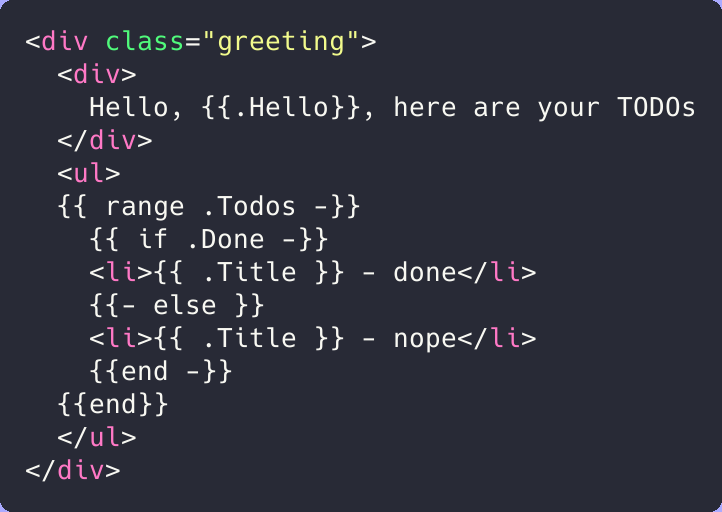 <div class="greeting">
  <div>
    Hello, {{.Hello}}, here are your TODOs
  </div>
  <ul>
  {{ range .Todos -}}
    {{ if .Done -}}
    <li>{{ .Title }} - done</li>
    {{- else }}
    <li>{{ .Title }} - nope</li>
    {{end -}}
  {{end}}
  </ul>
</div>